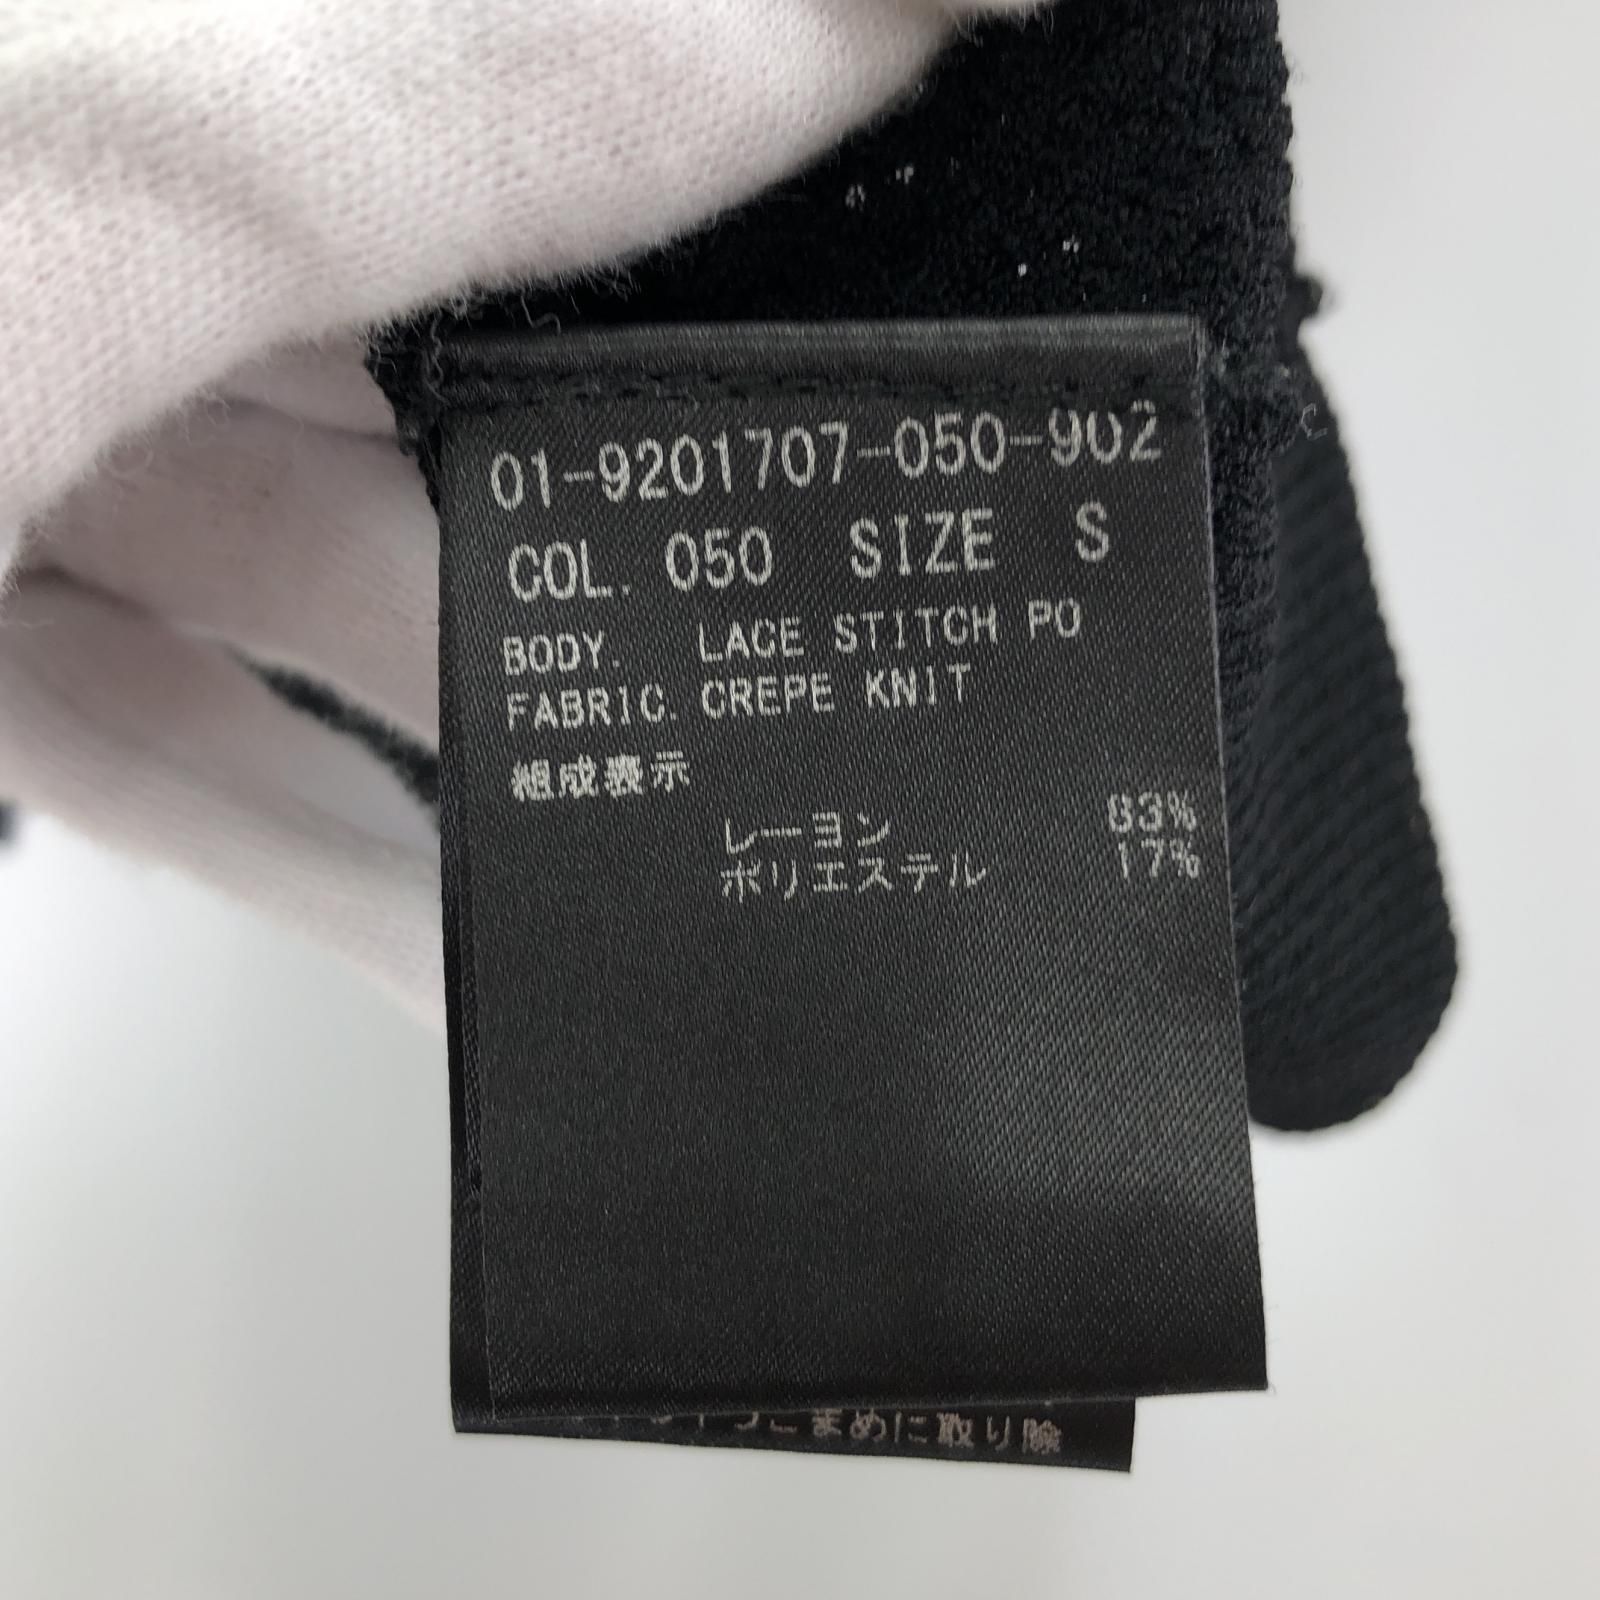 01-9201707-050-902
COL. 050 SIZE S
BODY. LACE STITCH PO
FABRIC. CREPE KNIT
組成表示
レーヨン 83%
ポリエステル 17%
こまめに取り除